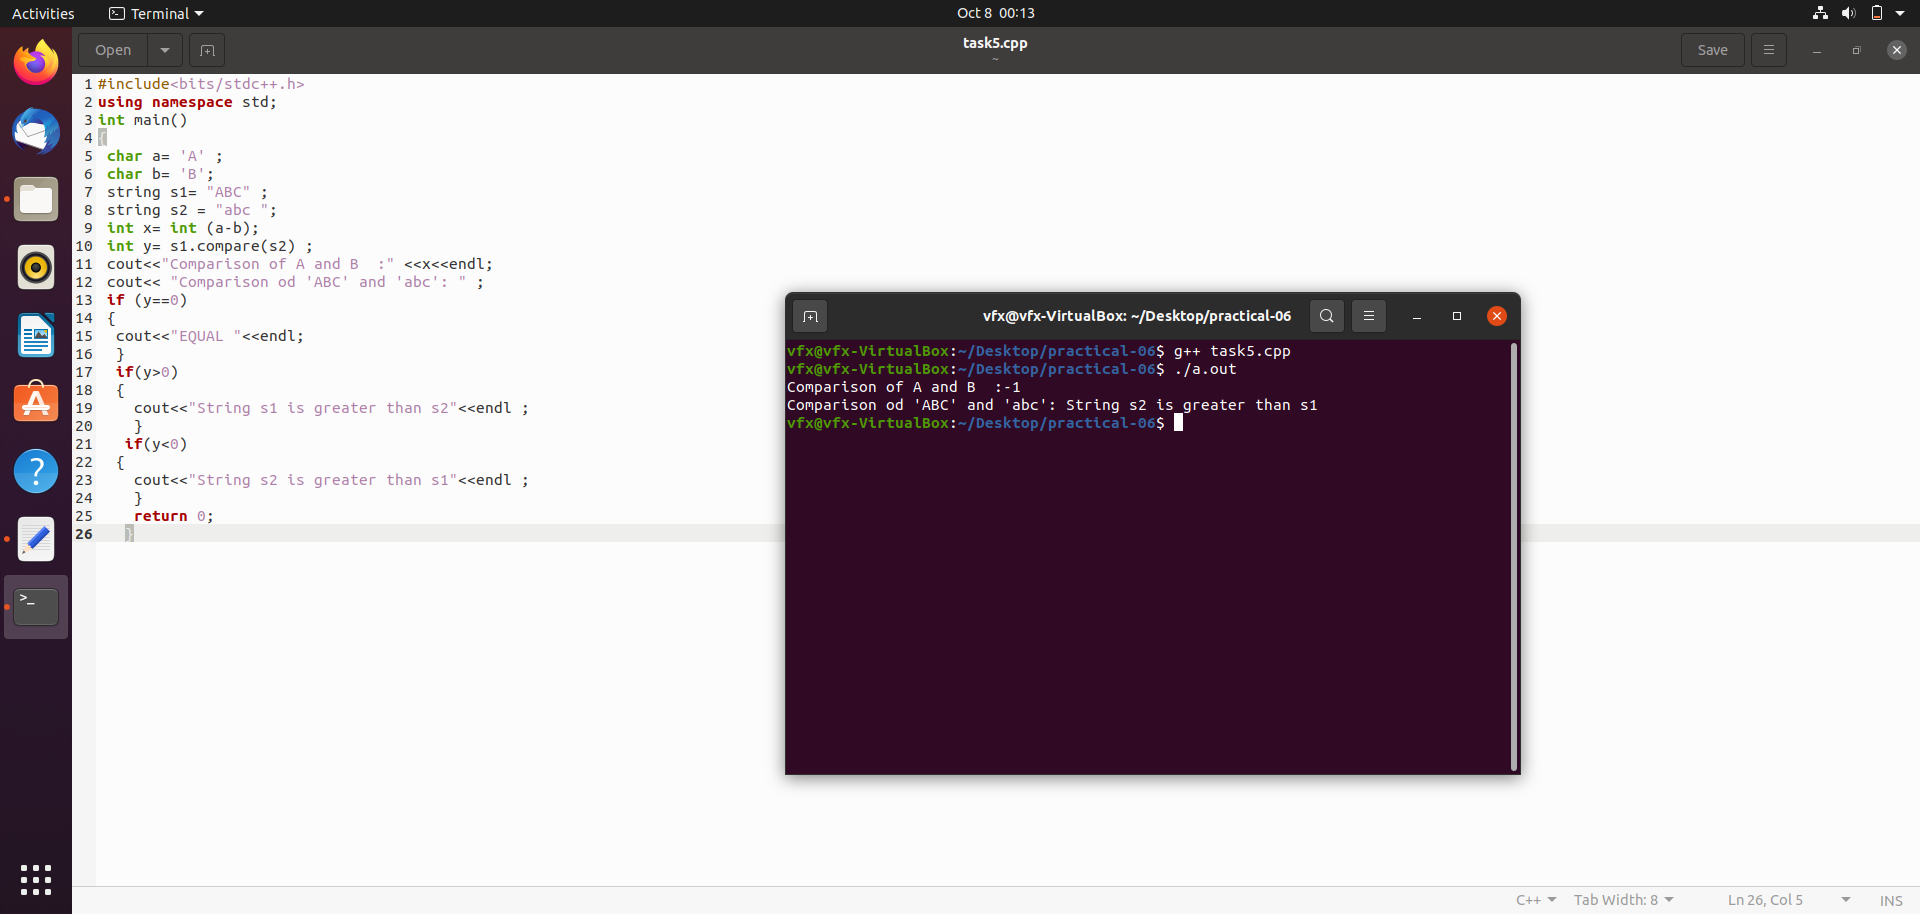 Activities Terminal Oct 8 00:13
Open task5.cpp Save
~
1 #include<bits/stdc++.h>
2 using namespace std;
3 int main()
4 {
5  char a= 'A' ;
6  char b= 'B';
7  string s1= "ABC" ;
8  string s2 = "abc ";
9  int x= int (a-b);
10  int y= s1.compare(s2) ;
11  cout<<"Comparison of A and B  :" <<x<<endl;
12  cout<< "Comparison od 'ABC' and 'abc': " ;
13  if (y==0)
14  {
15   cout<<"EQUAL "<<endl;
16   }
17   if(y>0)
18   {
19     cout<<"String s1 is greater than s2"<<endl ;
20     }
21    if(y<0)
22   {
23     cout<<"String s2 is greater than s1"<<endl ;
24     }
25     return 0;
26    }
vfx@vfx-VirtualBox: ~/Desktop/practical-06
vfx@vfx-VirtualBox:~/Desktop/practical-06$ g++ task5.cpp
vfx@vfx-VirtualBox:~/Desktop/practical-06$ ./a.out
Comparison of A and B  :-1
Comparison od 'ABC' and 'abc': String s2 is greater than s1
vfx@vfx-VirtualBox:~/Desktop/practical-06$
C++ Tab Width: 8 Ln 26, Col 5 INS